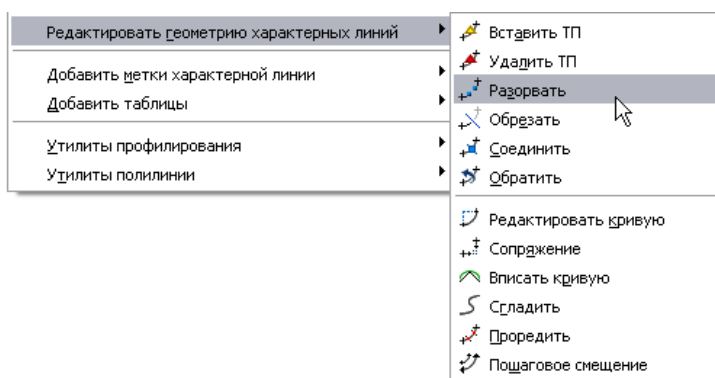 Редактировать геометрию характерных линий
Добавить метки характерной линии
Добавить таблицы
Утилиты профилирования
Утилиты полилинии
Вставить ТП
Удалить ТП
Разорвать
Обрезать
Соединить
Обратить
Редактировать кривую
Сопряжение
Вписать кривую
Сгладить
Проредить
Пошаговое смещение